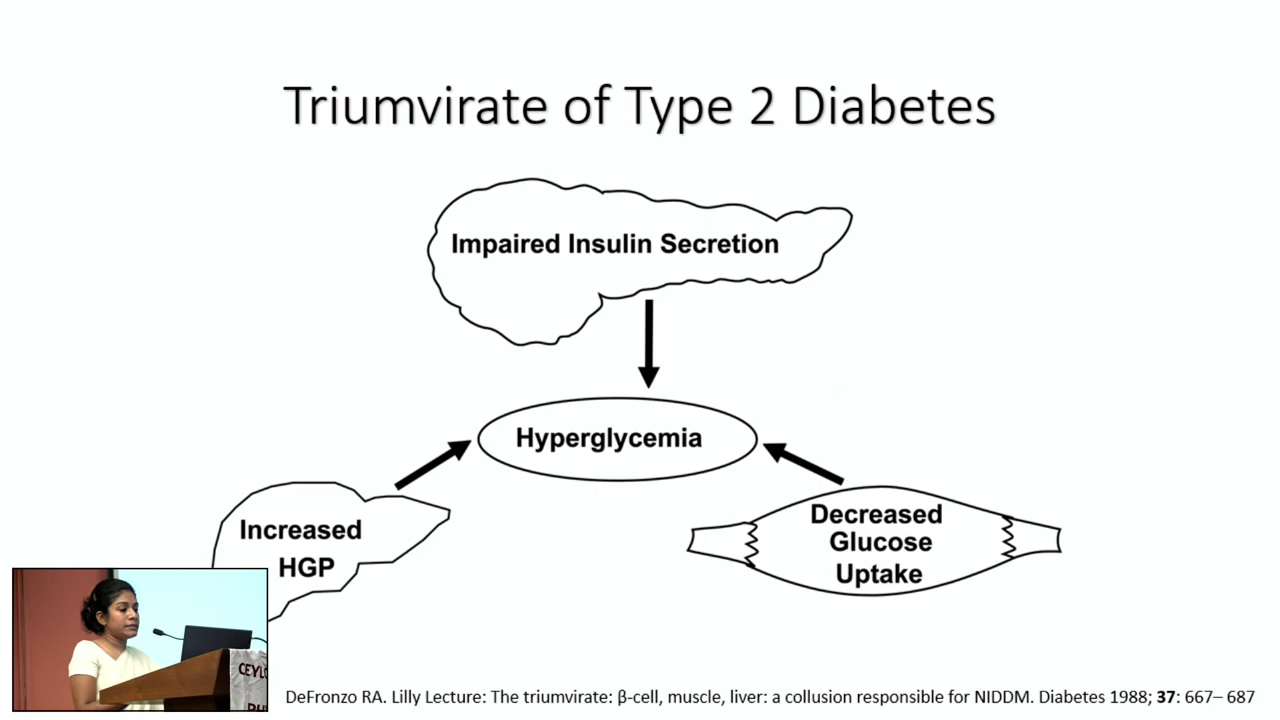 Triumvirate of Type 2 Diabetes
Impaired Insulin Secretion
Hyperglycemia
Increased
HGP
Decreased
Glucose
Uptake
DeFronzo RA. Lilly Lecture: The triumvirate: β-cell, muscle, liver: a collusion responsible for NIDDM. Diabetes 1988; 37: 667– 687